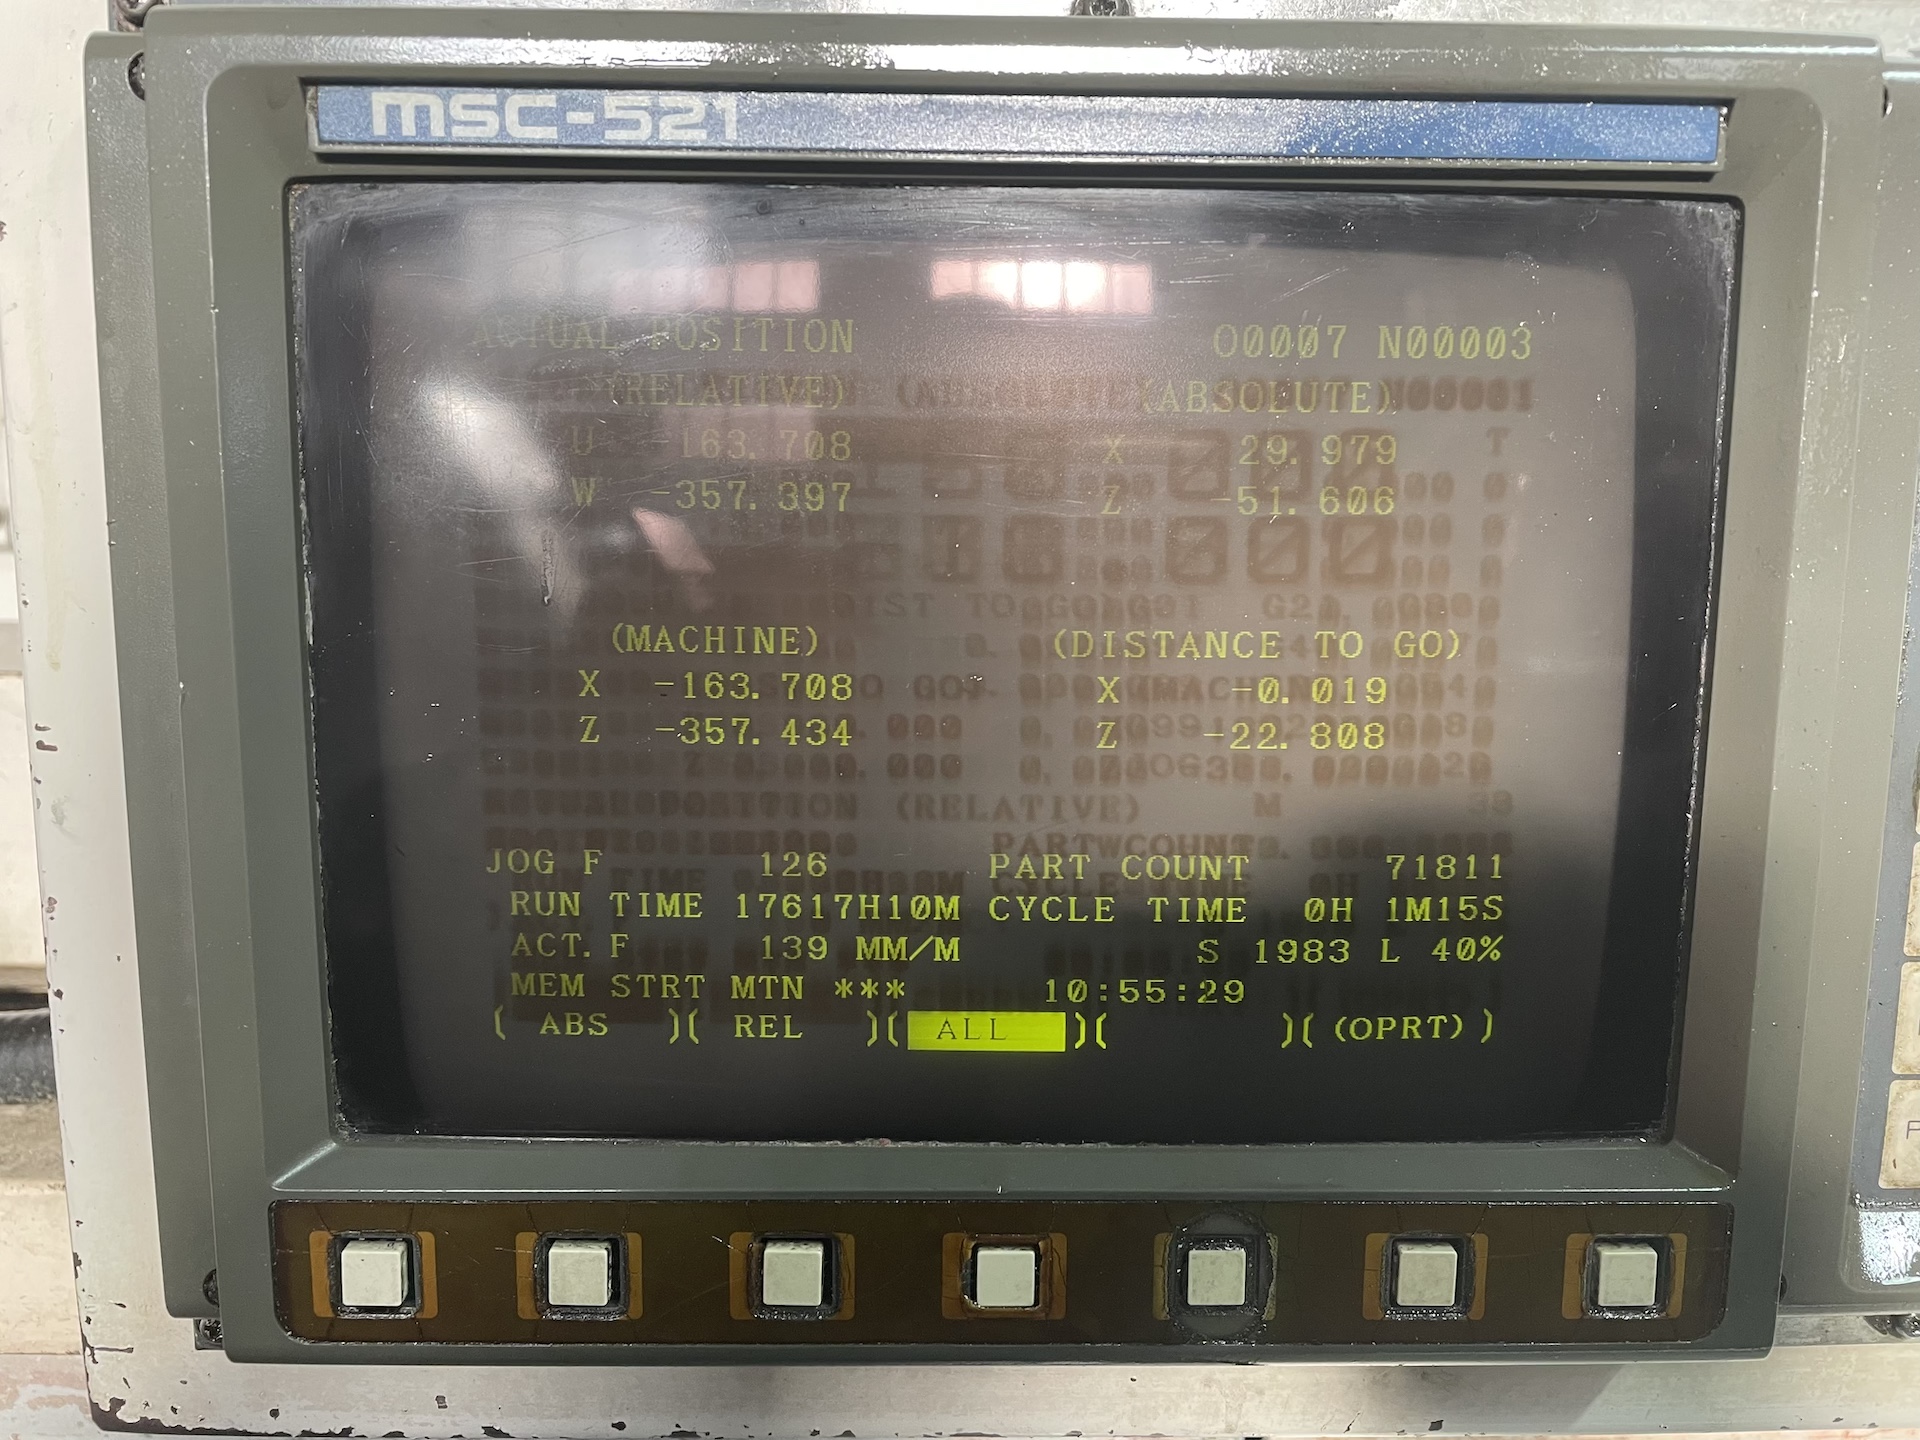 MSC-521
ACTUAL POSITION O0007 N00003
(RELATIVE) (ABSOLUTE)
U -163.708 X 29.979
W -357.397 Z -51.606
(MACHINE) (DISTANCE TO GO)
X -163.708 X -0.019
Z -357.434 Z -22.808
JOG F 126 PART COUNT 71811
RUN TIME 17617H10M CYCLE TIME 0H 1M15S
ACT.F 139 MM/M S 1983 L 40%
MEM STRT MTN *** 10:55:29
[ ABS ][ REL ][ ALL ][ ][ (OPRT) ]